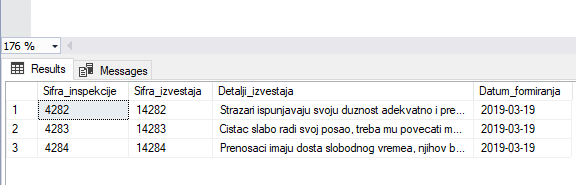 176 %
Results Messages
Sifra_inspekcije Sifra_izvestaja Detalji_izvestaja Datum_formiranja
1 4282 14282 Strazari ispunjavaju svoju duznost adekvatno i pre... 2019-03-19
2 4283 14283 Cistac slabo radi svoj posao, treba mu povecati m... 2019-03-19
3 4284 14284 Prenosaci imaju dosta slobodnog vremea, njihov b... 2019-03-19